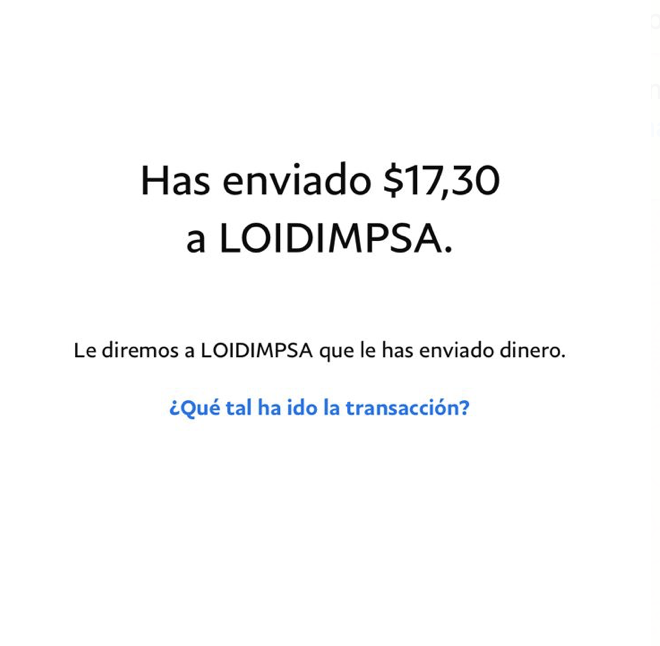 Has enviado $17,30
a LOIDIMPSA.
Le diremos a LOIDIMPSA que le has enviado dinero.
¿Qué tal ha ido la transacción?